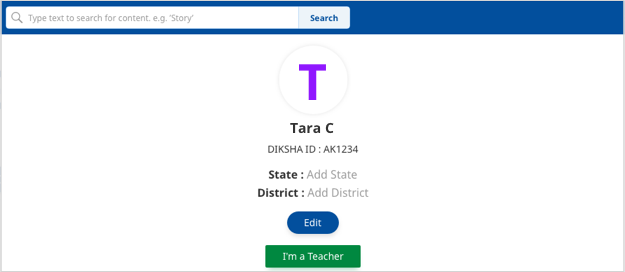 Type text to search for content. e.g. 'Story' Search
T
Tara C
DIKSHA ID : AK1234
State : Add State
District : Add District
Edit
I'm a Teacher